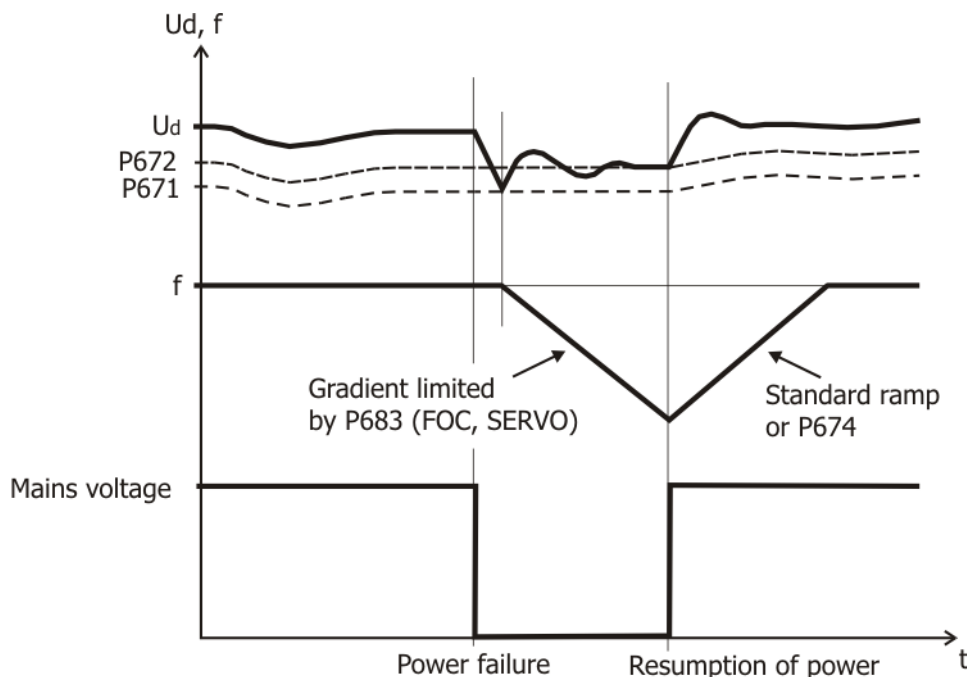 Ud, f
Ud
P672
P671
f
Gradient limited
by P683 (FOC, SERVO)
Standard ramp
or P674
Mains voltage
Power failure
Resumption of power
t